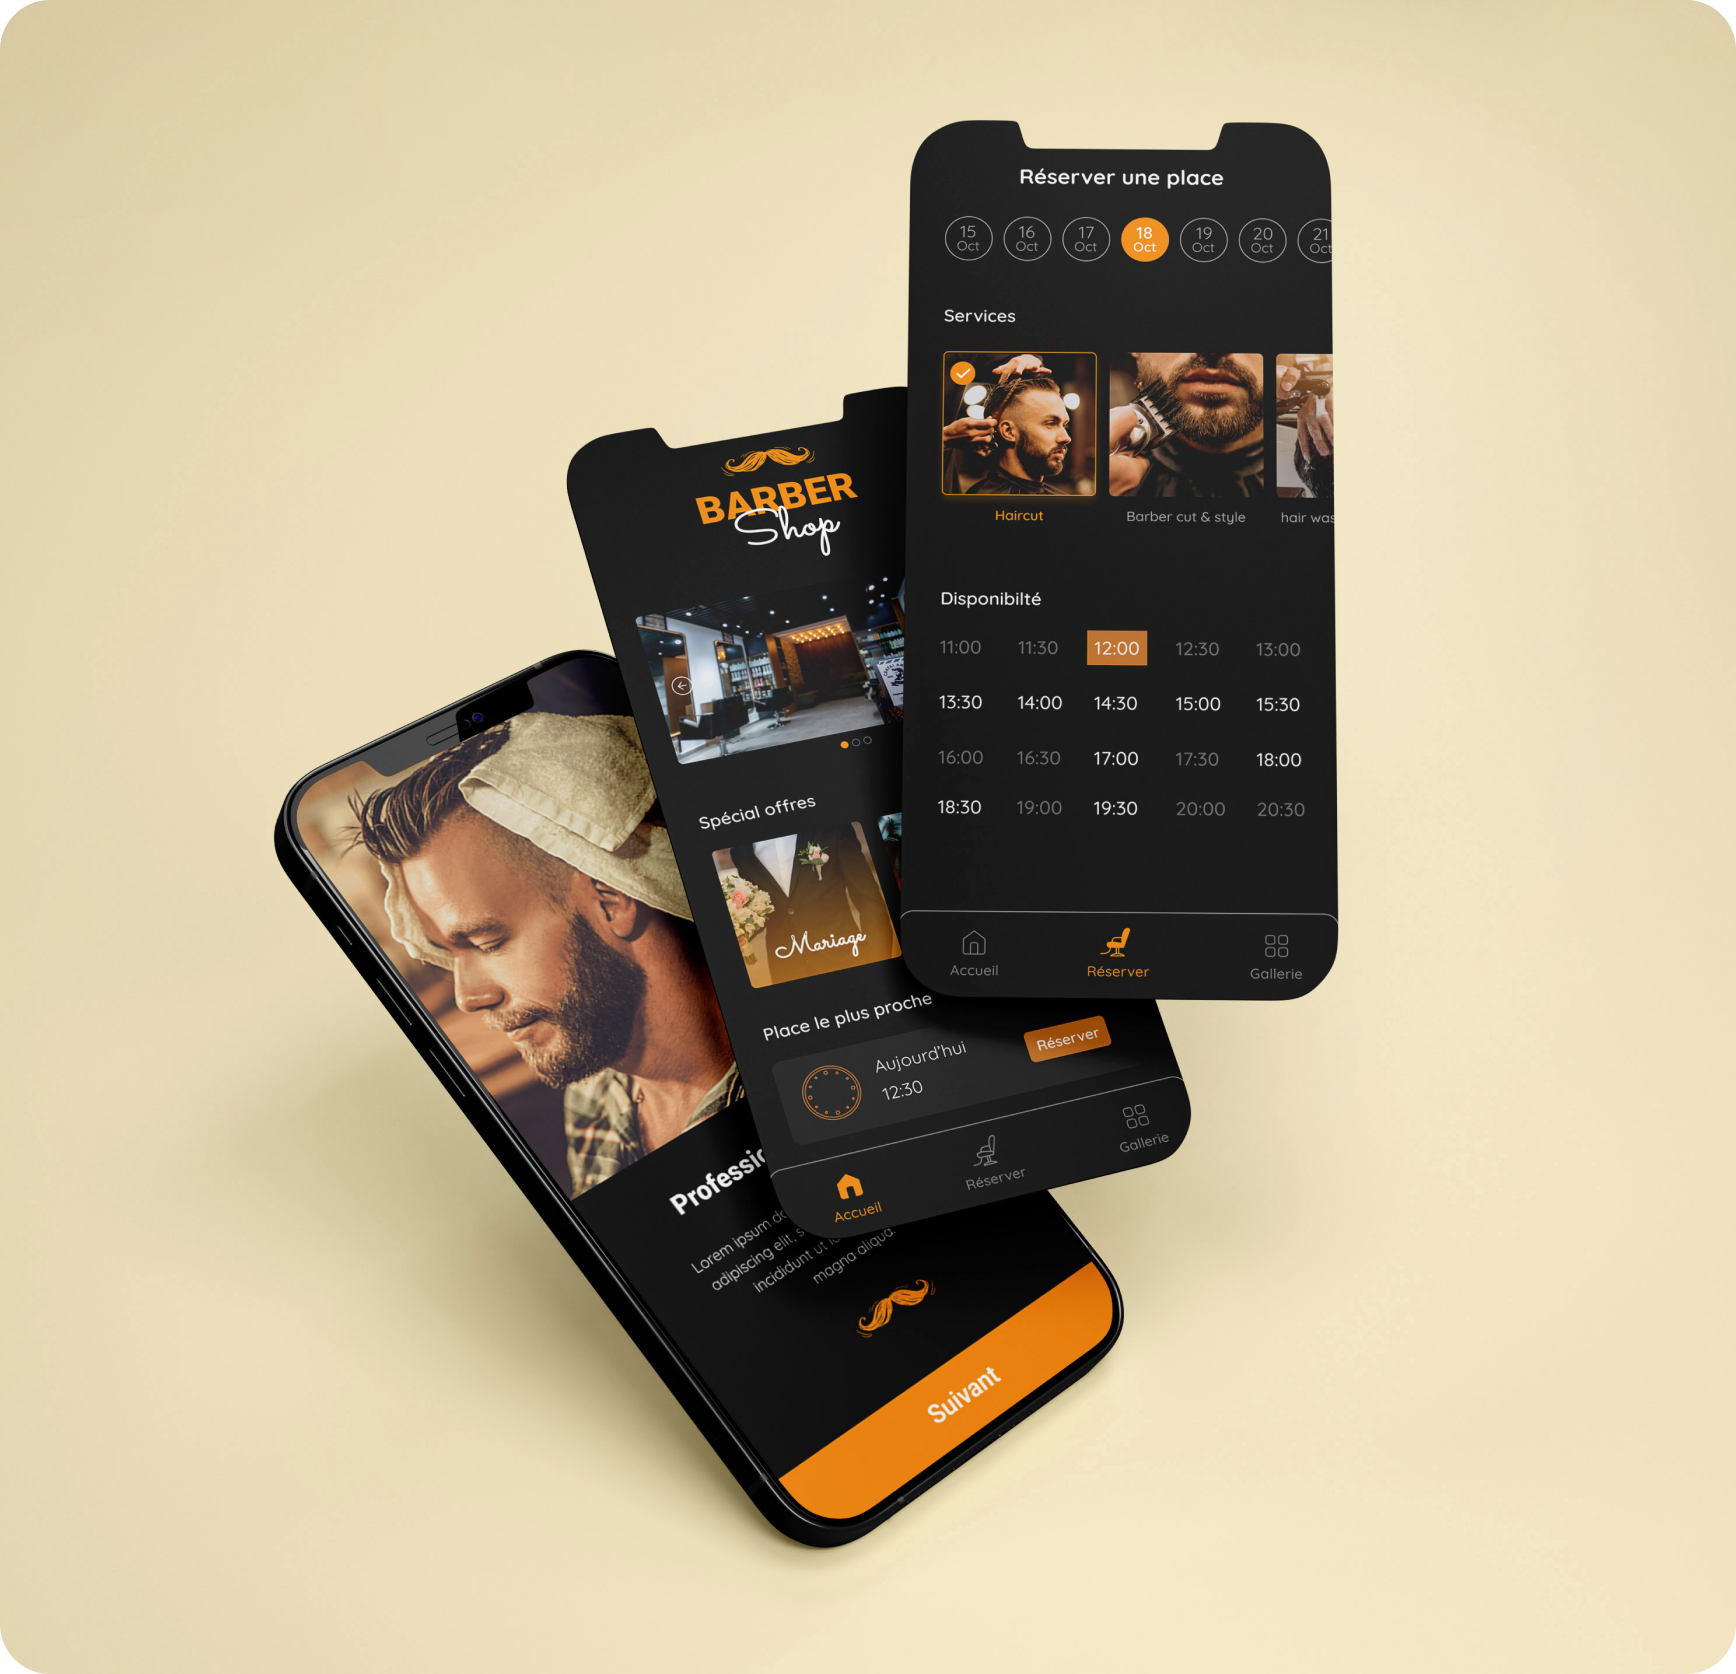 Réserver une place
15 Oct
16 Oct
17 Oct
18 Oct
19 Oct
20 Oct
21 Oct
Services
Haircut
Barber cut & style
hair was
Disponibilté
11:00 11:30 12:00 12:30 13:00
13:30 14:00 14:30 15:00 15:30
16:00 16:30 17:00 17:30 18:00
18:30 19:00 19:30 20:00 20:30
Accueil
Réserver
Gallerie
BARBER
Shop
Spécial offres
Mariage
Place le plus proche
Aujourd'hui
12:30
Réserver
Accueil
Réserver
Gallerie
Professio
Lorem ipsum do
adipiscing elit, s
incididunt ut
magna aliqua.
Suivant